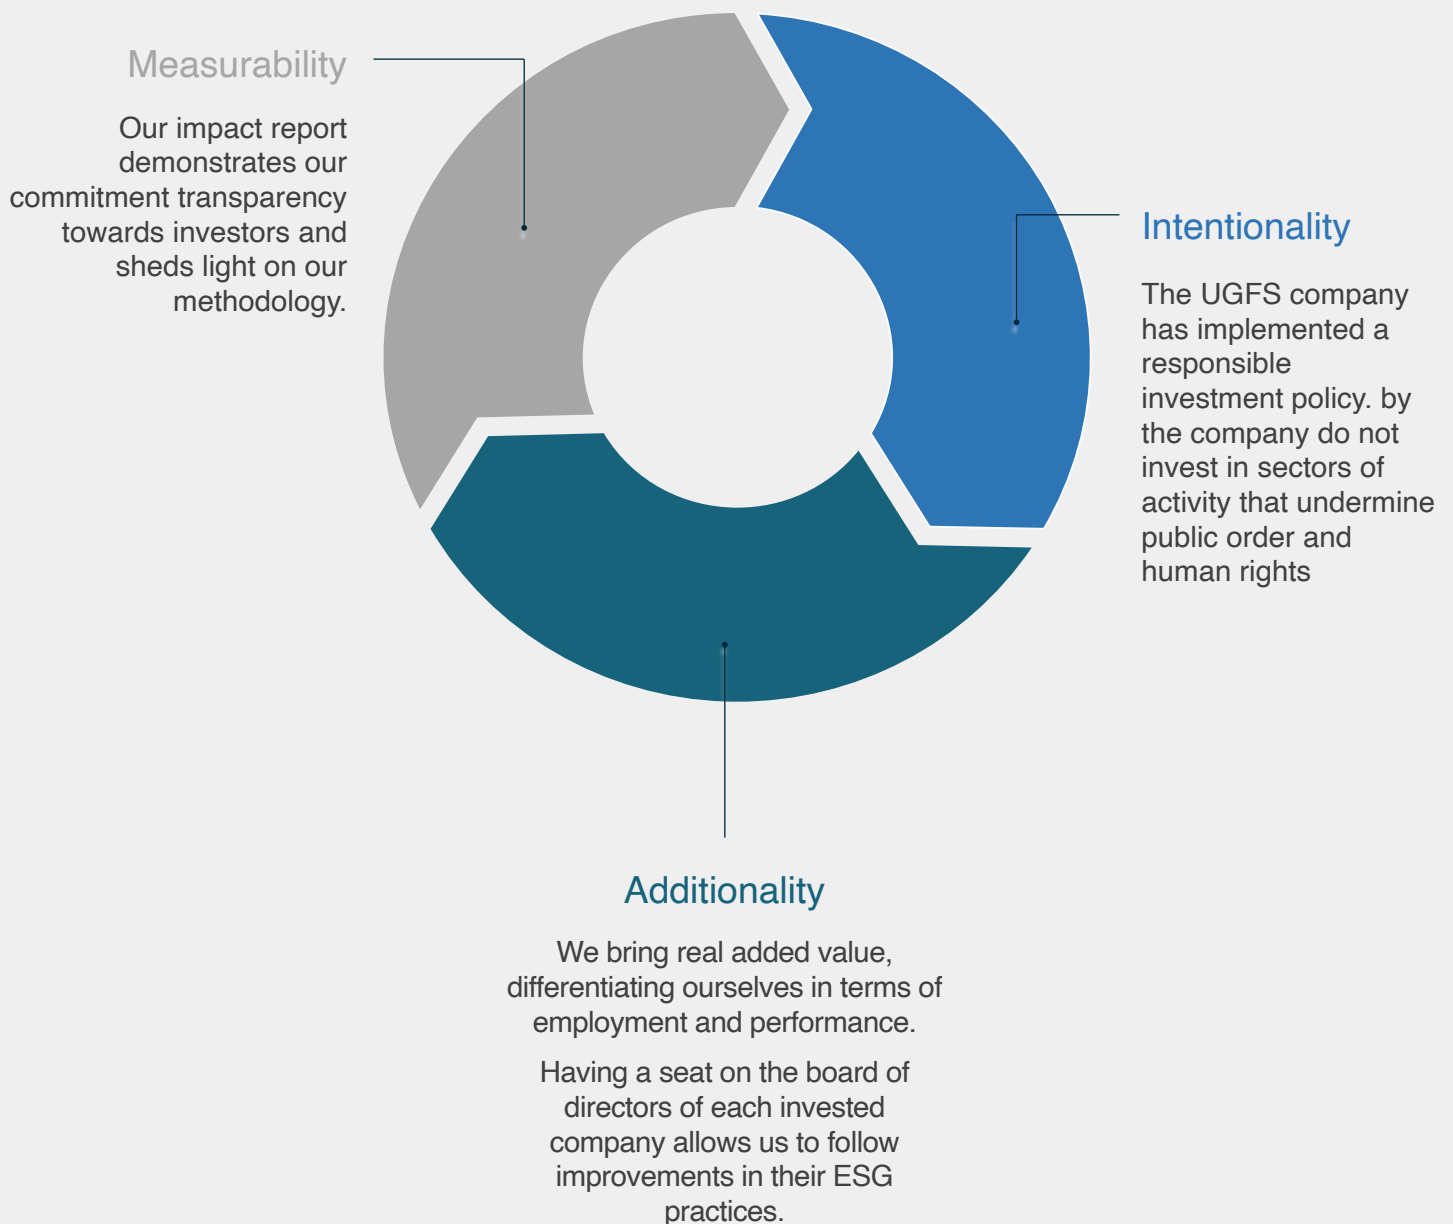 Measurability
Our impact report
demonstrates our
commitment transparency
towards investors and
sheds light on our
methodology.
Intentionality
The UGFS company
has implemented a
responsible
investment policy. by
the company do not
invest in sectors of
activity that undermine
public order and
human rights
Additionality
We bring real added value,
differentiating ourselves in terms of
employment and performance.
Having a seat on the board of
directors of each invested
company allows us to follow
improvements in their ESG
practices.